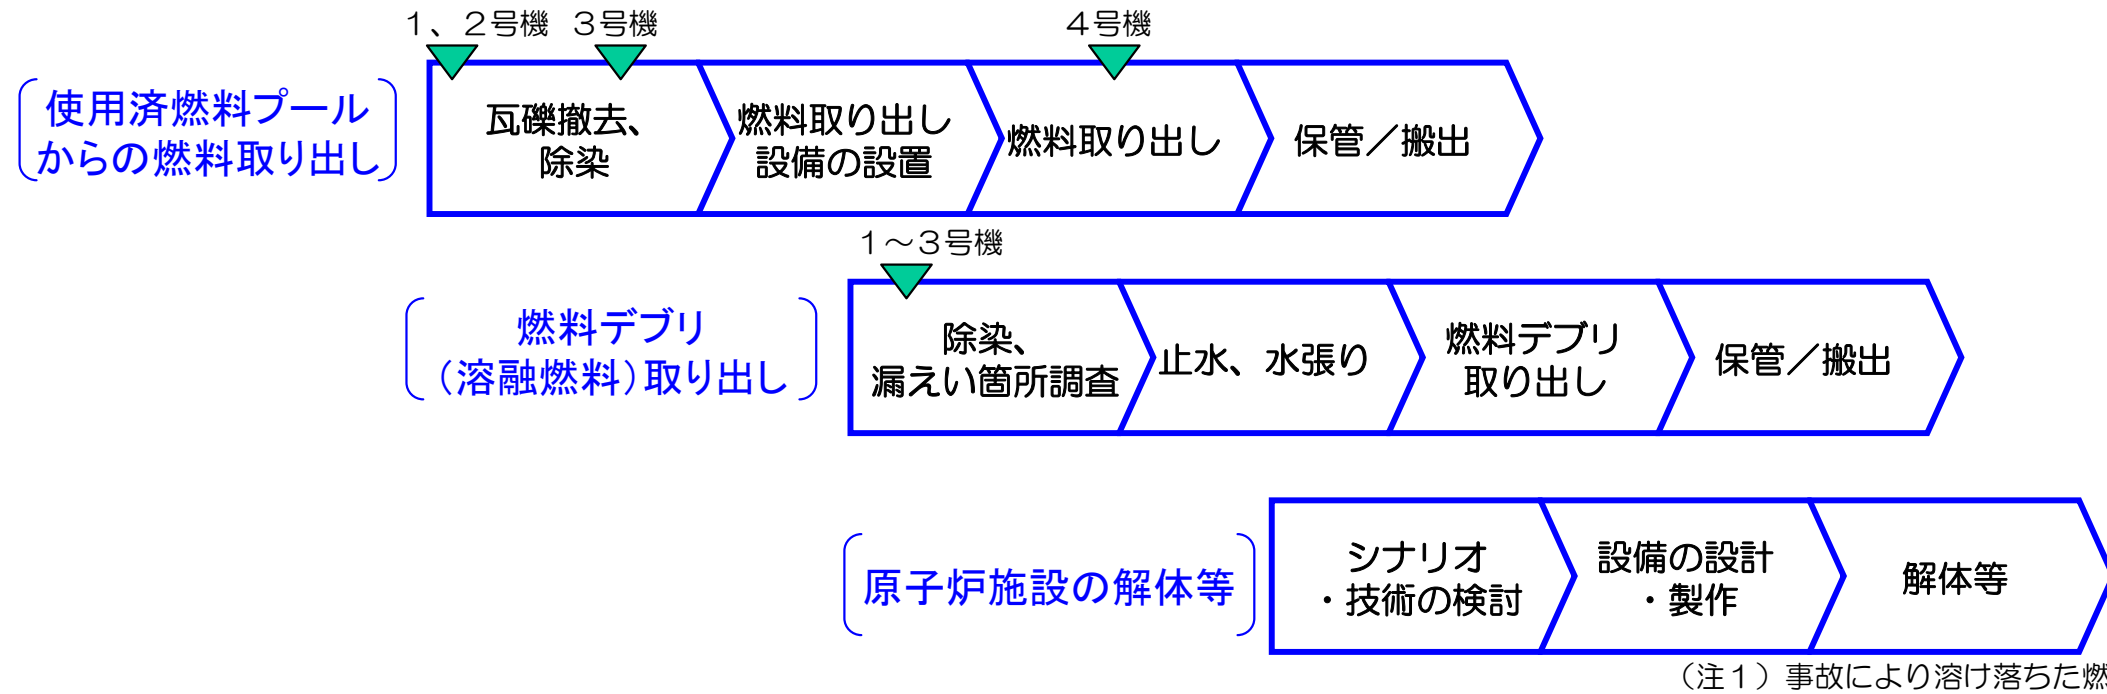 1、2号機 3号機 4号機
使用済燃料プール
からの燃料取り出し
瓦礫撤去、
除染
燃料取り出し
設備の設置
燃料取り出し
保管／搬出
1～3号機
燃料デブリ
（溶融燃料）取り出し
除染、
漏えい箇所調査
止水、水張り
燃料デブリ
取り出し
保管／搬出
原子炉施設の解体等
シナリオ
・技術の検討
設備の設計
・製作
解体等
（注１）事故により溶け落ちた燃